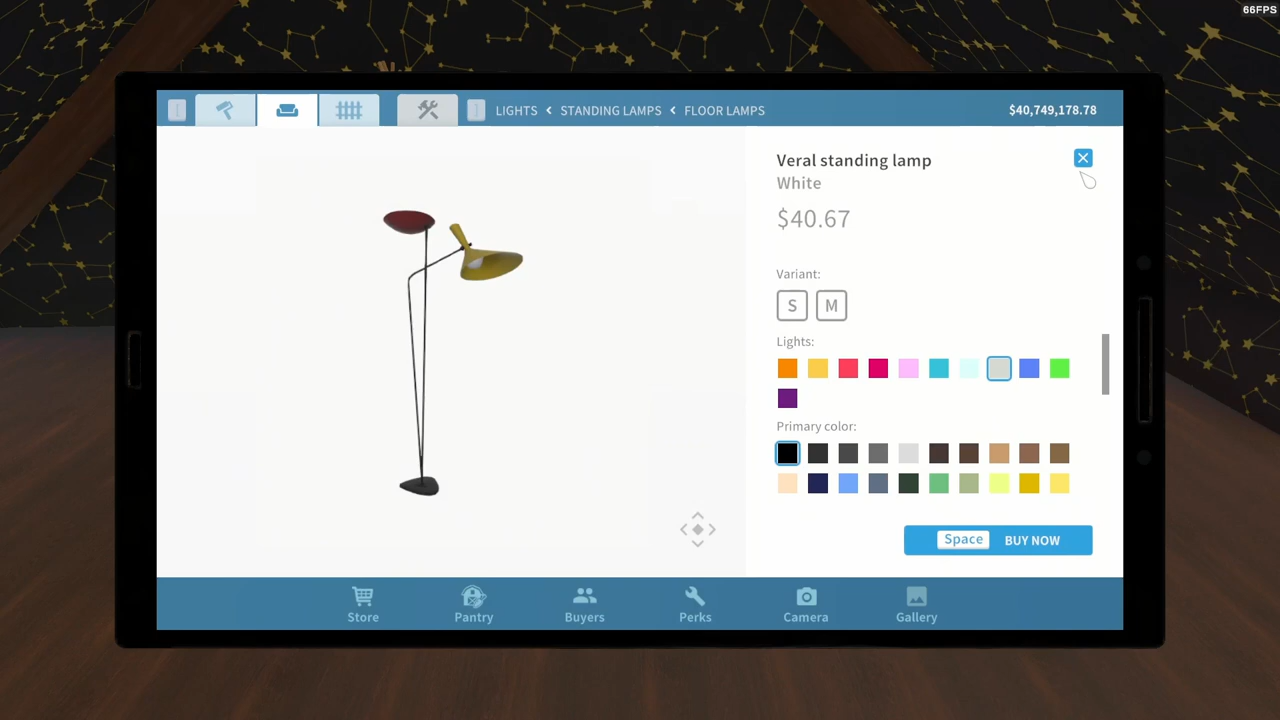 66FPS
LIGHTS < STANDING LAMPS < FLOOR LAMPS
$40,749,178.78
Veral standing lamp
White
$40.67
Variant:
S M
Lights:
Primary color:
Space BUY NOW
Store Pantry Buyers Perks Camera Gallery